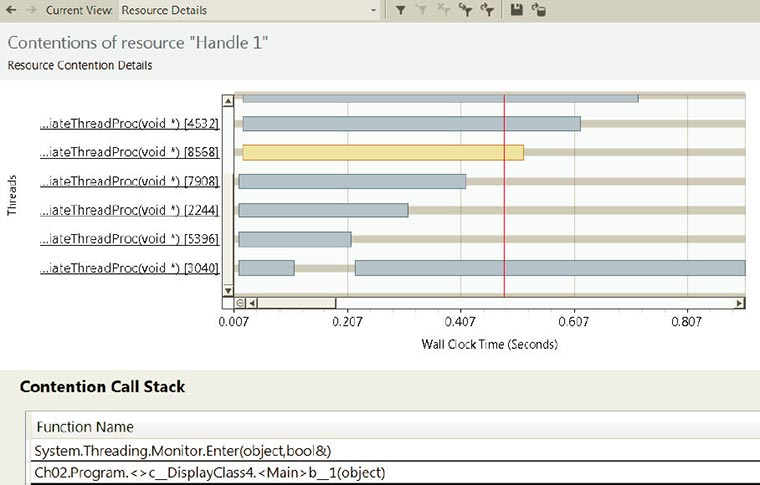 Current View: Resource Details
Contentions of resource "Handle 1"
Resource Contention Details
Threads
...iateThreadProc(void *) [4532]
...iateThreadProc(void *) [8568]
...iateThreadProc(void *) [7908]
...iateThreadProc(void *) [2244]
...iateThreadProc(void *) [5396]
...iateThreadProc(void *) [3040]
0.007 0.207 0.407 0.607 0.807
Wall Clock Time (Seconds)
Contention Call Stack
Function Name
System.Threading.Monitor.Enter(object,bool&)
Ch02.Program.<>c__DisplayClass4.<Main>b__1(object)